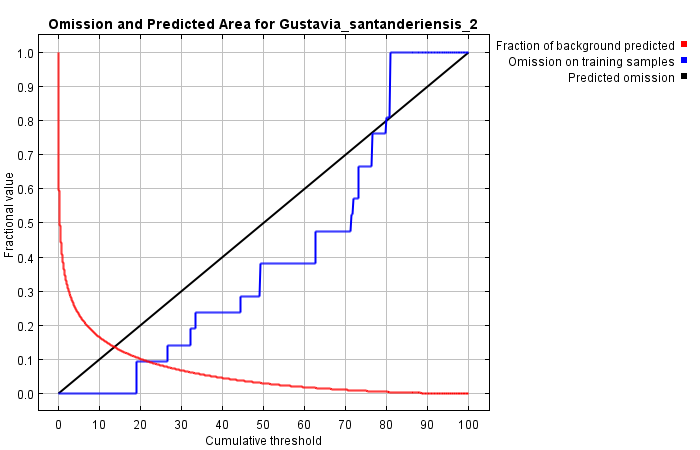 Omission and Predicted Area for Gustavia_santanderiensis_2
Fraction of background predicted
Omission on training samples
Predicted omission
1.0
0.9
0.8
0.7
0.6
0.5
0.4
0.3
0.2
0.1
0.0
Fractional value
0 10 20 30 40 50 60 70 80 90 100
Cumulative threshold